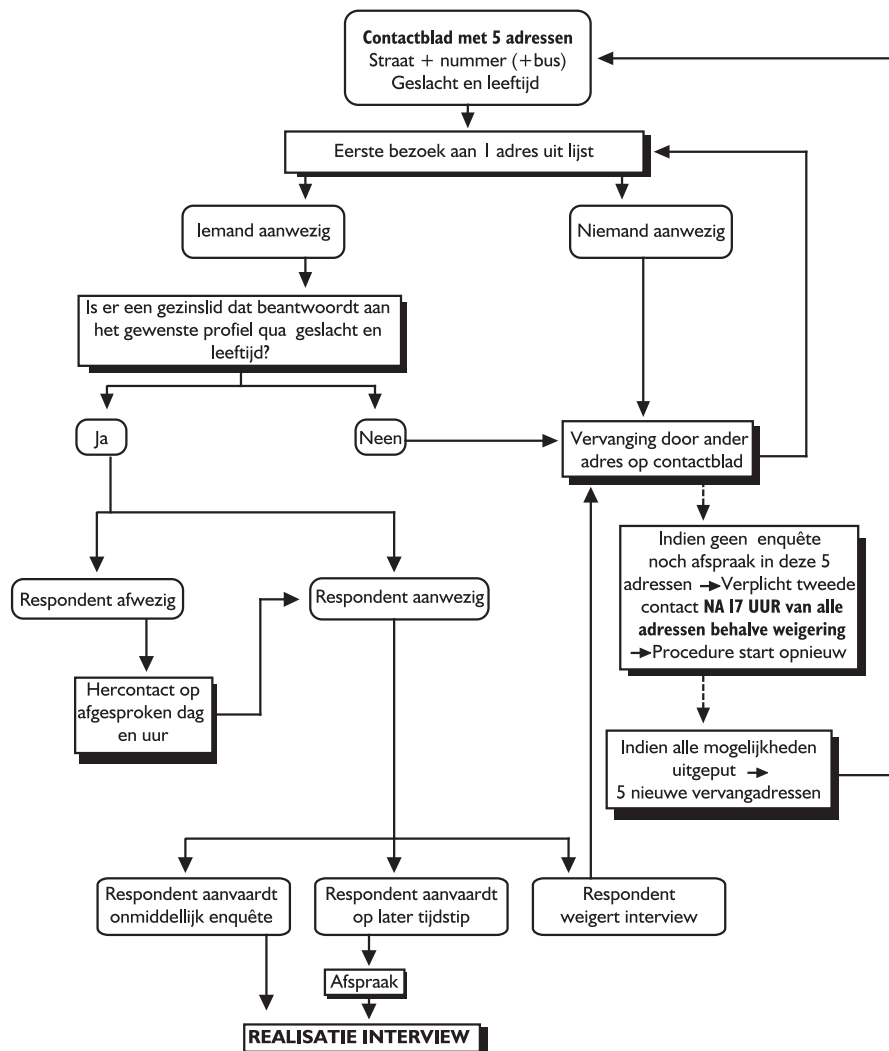 Contactblad met 5 adressen
Straat + nummer (+bus)
Geslacht en leeftijd
Eerste bezoek aan 1 adres uit lijst
Iemand aanwezig
Niemand aanwezig
Is er een gezinslid dat beantwoordt aan
het gewenste profiel qua geslacht en
leeftijd?
Ja
Neen
Vervanging door ander
adres op contactblad
Indien geen enquête
noch afspraak in deze 5
adressen → Verplicht tweede
contact NA 17 UUR van alle
adressen behalve weigering
→ Procedure start opnieuw
Respondent afwezig
Respondent aanwezig
Hercontact op
afgesproken dag
en uur
Indien alle mogelijkheden
uitgeput →
5 nieuwe vervangadressen
Respondent aanvaardt
onmiddellijk enquête
Respondent aanvaardt
op later tijdstip
Respondent
weigert interview
Afspraak
REALISATIE INTERVIEW